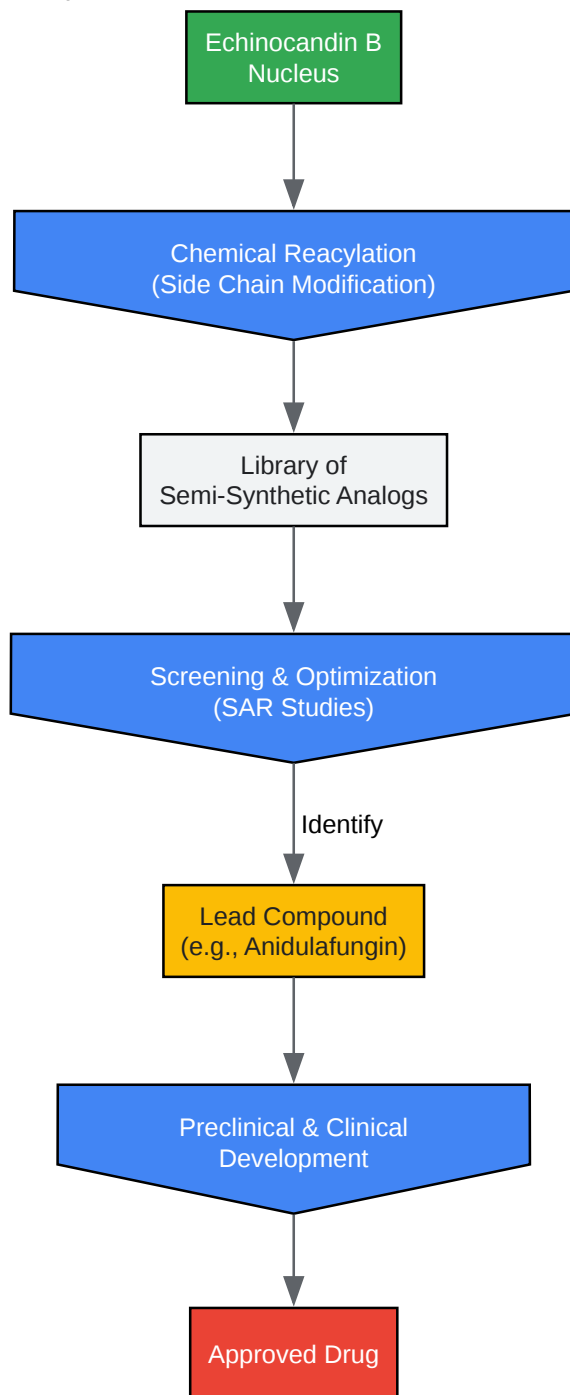 Echinocandin B
Nucleus
Chemical Reacylation
(Side Chain Modification)
Library of
Semi-Synthetic Analogs
Screening & Optimization
(SAR Studies)
Identify
Lead Compound
(e.g., Anidulafungin)
Preclinical & Clinical
Development
Approved Drug